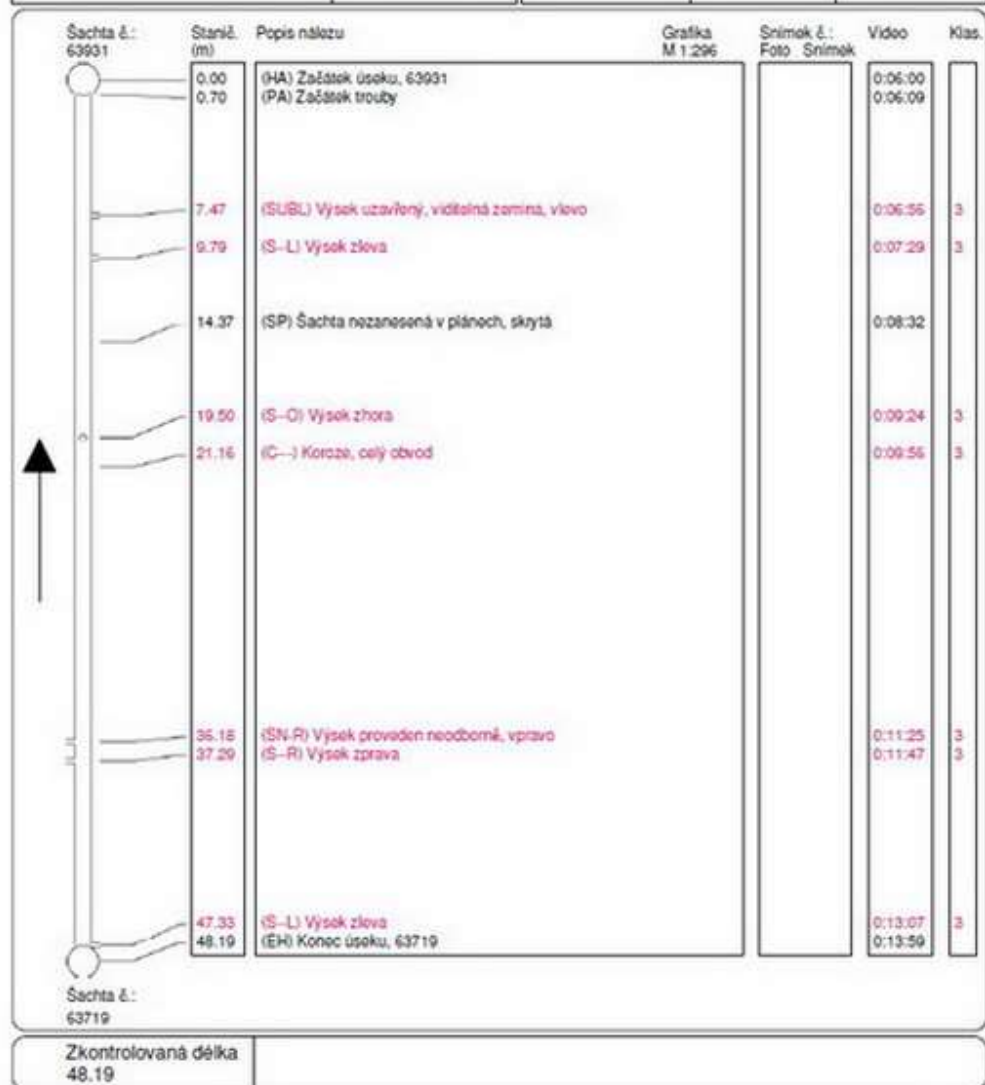 Šachta č.: Stanič. Popis nálezu Grafika Snímek č.: Video Klas.
63931 (m) M 1:296 Foto Snímek
0.00 (HA) Začátek úseku, 63931 0:06:00
0.70 (PA) Začátek trouby 0:06:09
7.47 (SUBL) Výsek uzavřený, viditelná zemina, vlevo 0:06:56 3
9.79 (S--L) Výsek zleva 0:07:29 3
14.37 (SP) Šachta nezanesená v plánech, skrytá 0:08:32
19.50 (S--O) Výsek zhora 0:09:24 3
21.16 (C---) Koroze, celý obvod 0:09:56 3
36.18 (SN-R) Výsek proveden neodborně, vpravo 0:11:25 3
37.29 (S--R) Výsek zprava 0:11:47 3
47.33 (S--L) Výsek zleva 0:13:07 3
48.19 (EH) Konec úseku, 63719 0:13:59
Šachta č.:
63719
Zkontrolovaná délka
48.19